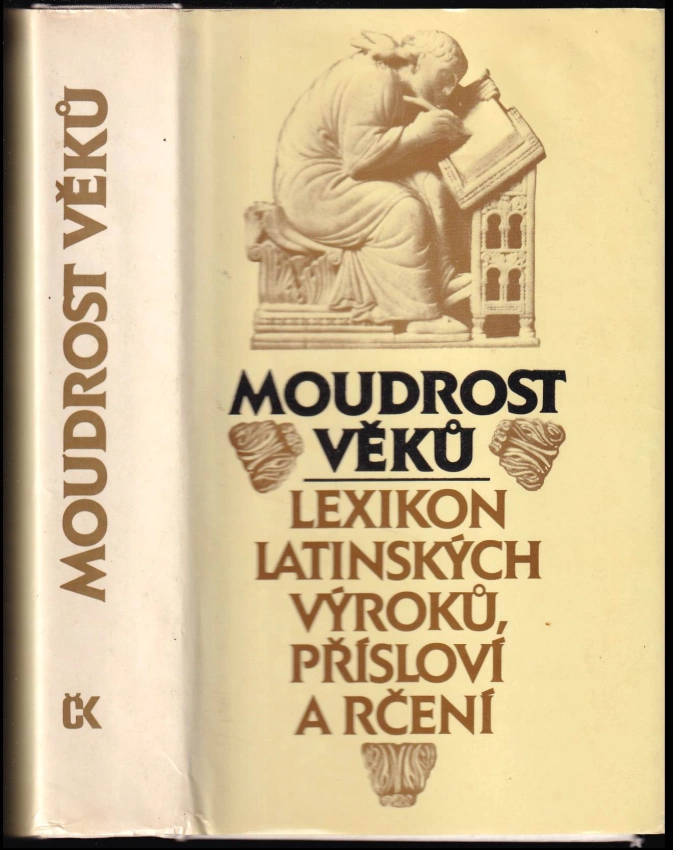 MOUDROST VĚKŮ
ČK
MOUDROST
VĚKŮ
LEXIKON
LATINSKÝCH
VÝROKŮ,
PŘÍSLOVÍ
A RČENÍ